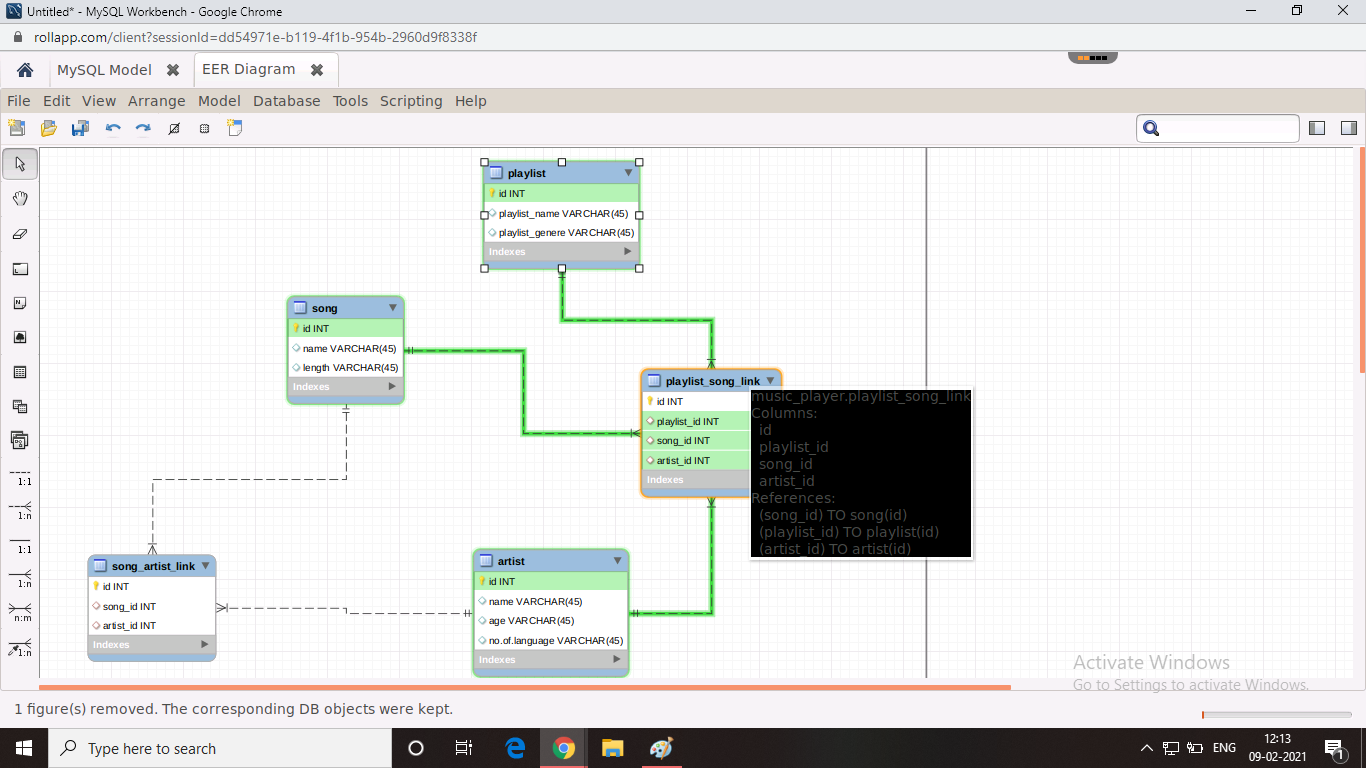 Untitled* - MySQL Workbench - Google Chrome
rollapp.com/client?sessionId=dd54971e-b119-4f1b-954b-2960d9f8338f
MySQL Model
EER Diagram
File Edit View Arrange Model Database Tools Scripting Help
playlist
id INT
playlist_name VARCHAR(45)
playlist_genere VARCHAR(45)
Indexes
song
id INT
name VARCHAR(45)
length VARCHAR(45)
Indexes
playlist_song_link
id INT
playlist_id INT
song_id INT
artist_id INT
Indexes
music_player.playlist_song_link
Columns:
id
playlist_id
song_id
artist_id
References:
(song_id) TO song(id)
(playlist_id) TO playlist(id)
(artist_id) TO artist(id)
1:1
1:n
1:1
1:n
n:m
1:n
song_artist_link
id INT
song_id INT
artist_id INT
Indexes
artist
id INT
name VARCHAR(45)
age VARCHAR(45)
no.of.language VARCHAR(45)
Indexes
Activate Windows
Go to Settings to activate Windows.
1 figure(s) removed. The corresponding DB objects were kept.
Type here to search
ENG
12:13
09-02-2021
1